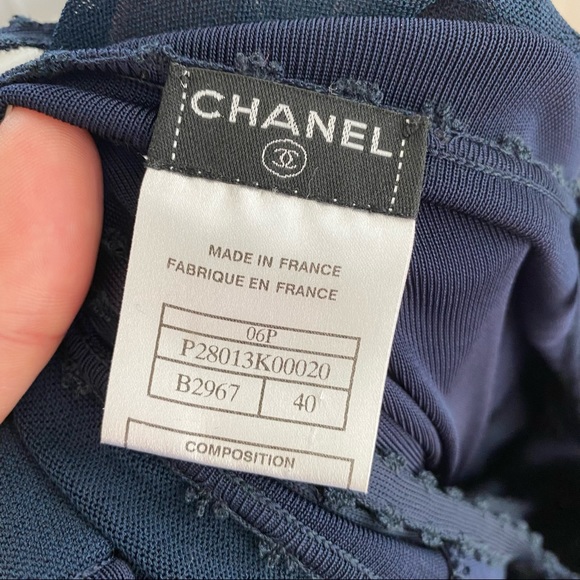 CHANEL
MADE IN FRANCE
FABRIQUE EN FRANCE
06P
P28013K00020
B2967 40
COMPOSITION